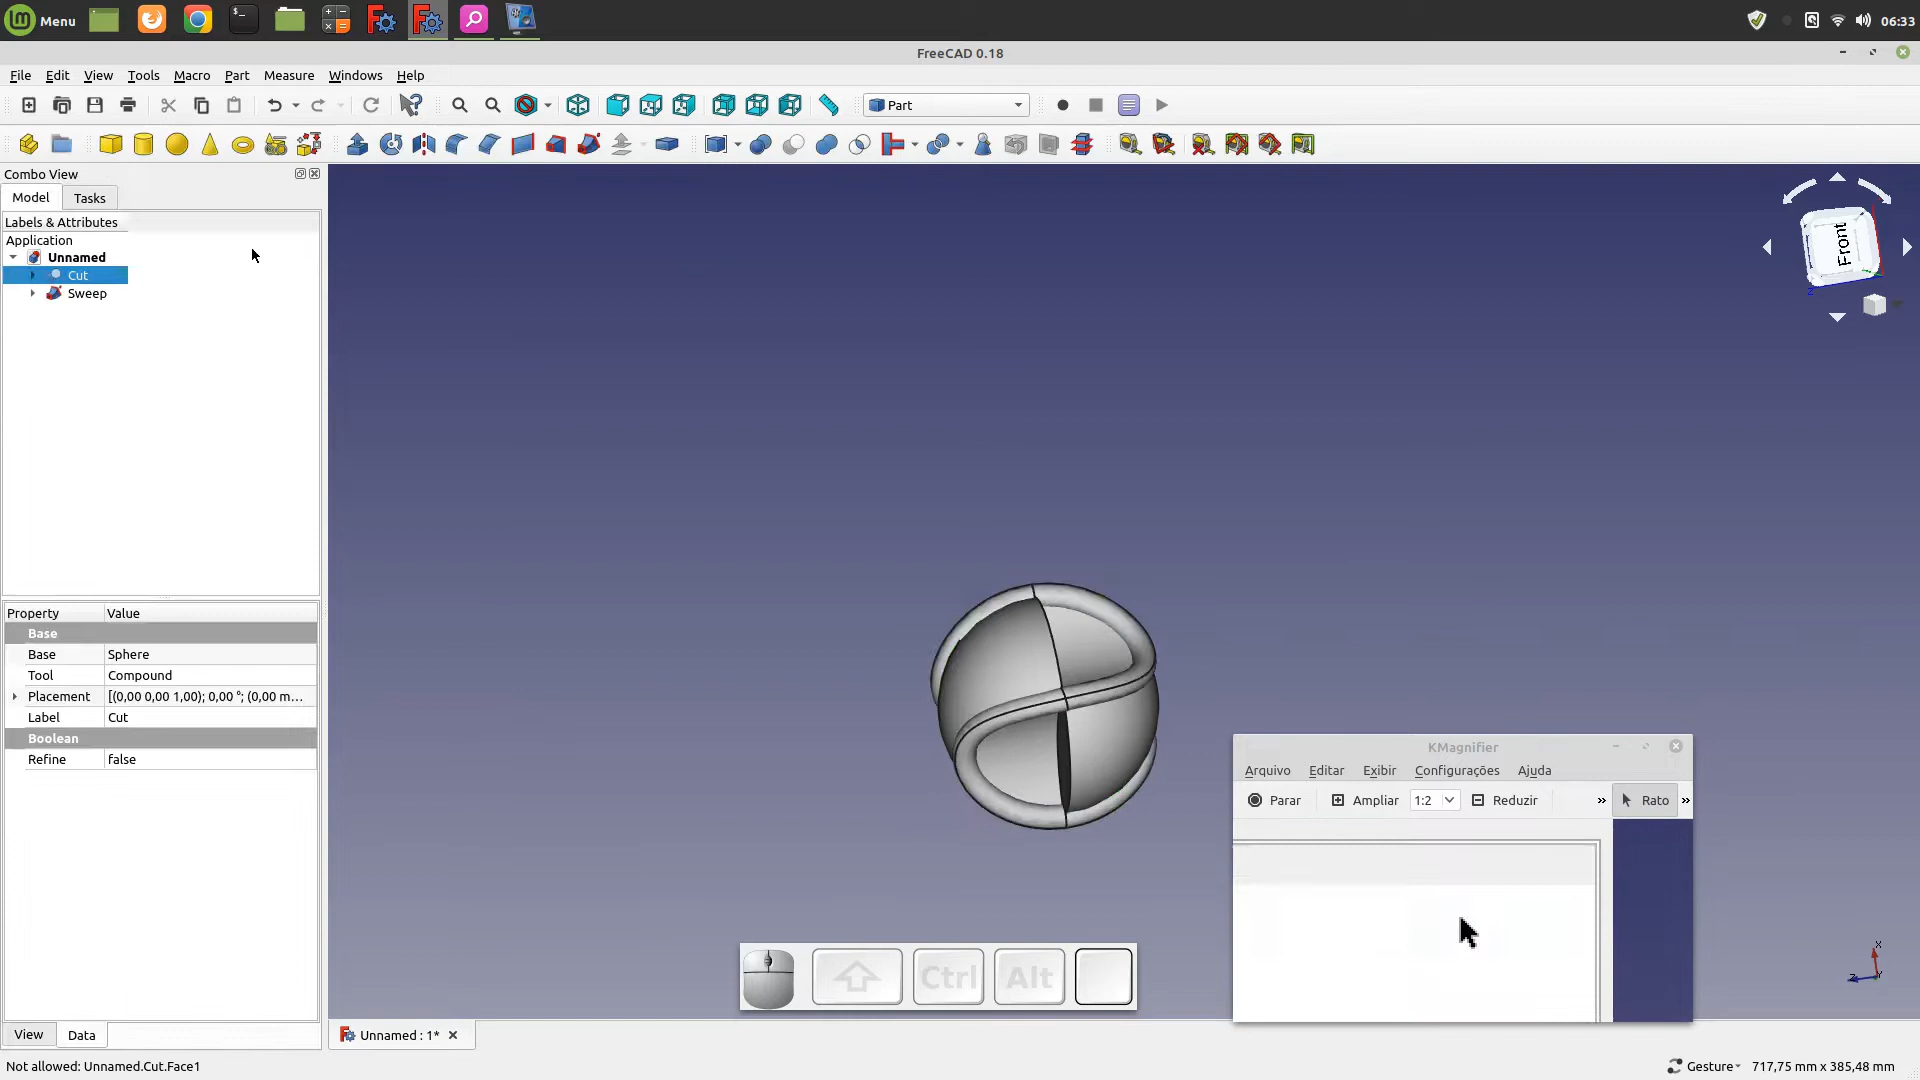 Menu
06:33
FreeCAD 0.18
File Edit View Tools Macro Part Measure Windows Help
Part
Combo View
Model Tasks
Labels & Attributes
Application
Unnamed
Cut
Sweep
Front
Property Value
Base
Base Sphere
Tool Compound
Placement [(0,00 0,00 1,00); 0,00 °; (0,00 m...
Label Cut
Boolean
Refine false
KMagnifier
Arquivo Editar Exibir Configurações Ajuda
Parar Ampliar 1:2 Reduzir » Rato »
Ctrl Alt
X
Z Y
View Data
Unnamed : 1*
Not allowed: Unnamed.Cut.Face1
Gesture 717,75 mm x 385,48 mm